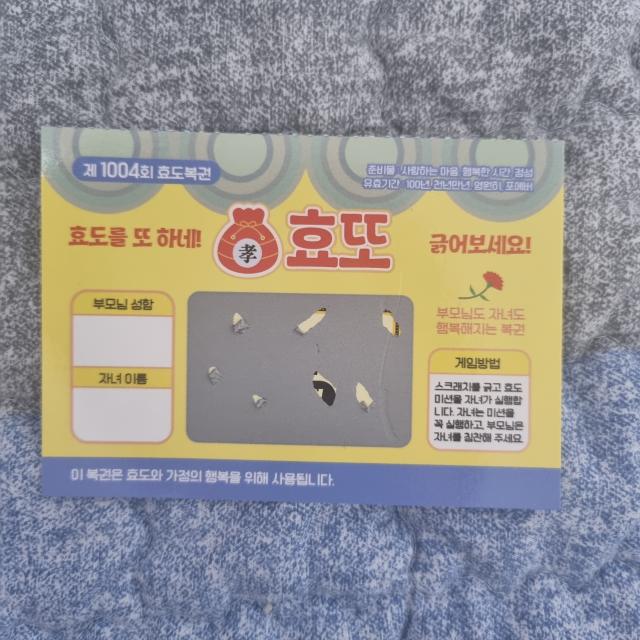 제 1004회 효도복권
준비물 사랑하는 마음 행복한 시간 정성
유효기간 100년 천년만년 영원히 포에버
효도를 또 하네!
孝
효또
긁어보세요!
부모님 성함
자녀 이름
부모님도 자녀도
행복해지는 복권
게임방법
스크래치를 긁고 효도
미션을 자녀가 실행합
니다. 자녀는 미션을
꼭 실행하고, 부모님은
자녀를 칭찬해 주세요.
이 복권은 효도와 가정의 행복을 위해 사용됩니다.